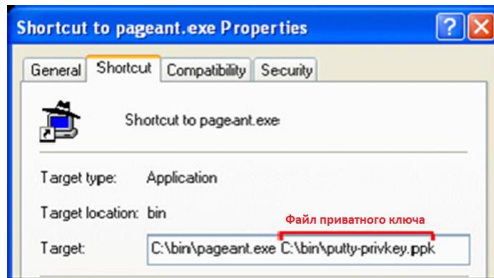 Shortcut to pageant.exe Properties
General Shortcut Compatibility Security
Shortcut to pageant.exe
Target type: Application
Target location: bin
Файл приватного ключа
Target: C:\bin\pageant.exe C:\bin\putty-privkey.ppk